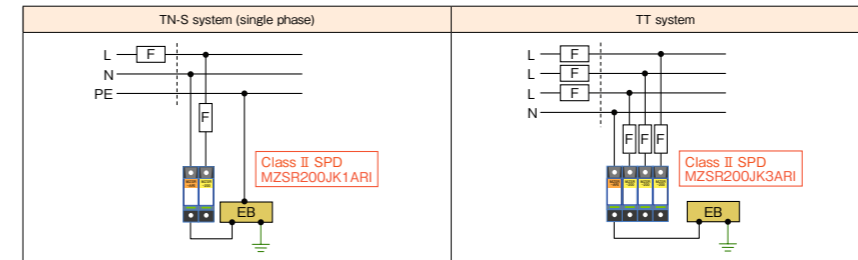 TN-S system (single phase)
TT system
L
F
N
PE
F
Class Ⅱ SPD
MZSR200JK1ARI
EB
L
F
L
F
L
F
N
F
F
F
Class Ⅱ SPD
MZSR200JK3ARI
EB